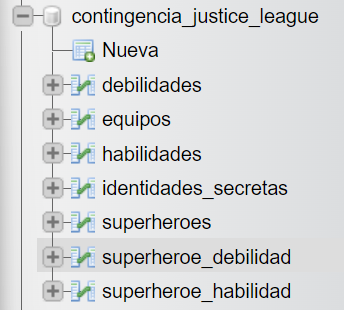 contingencia_justice_league
Nueva
debilidades
equipos
habilidades
identidades_secretas
superheroes
superheroe_debilidad
superheroe_habilidad